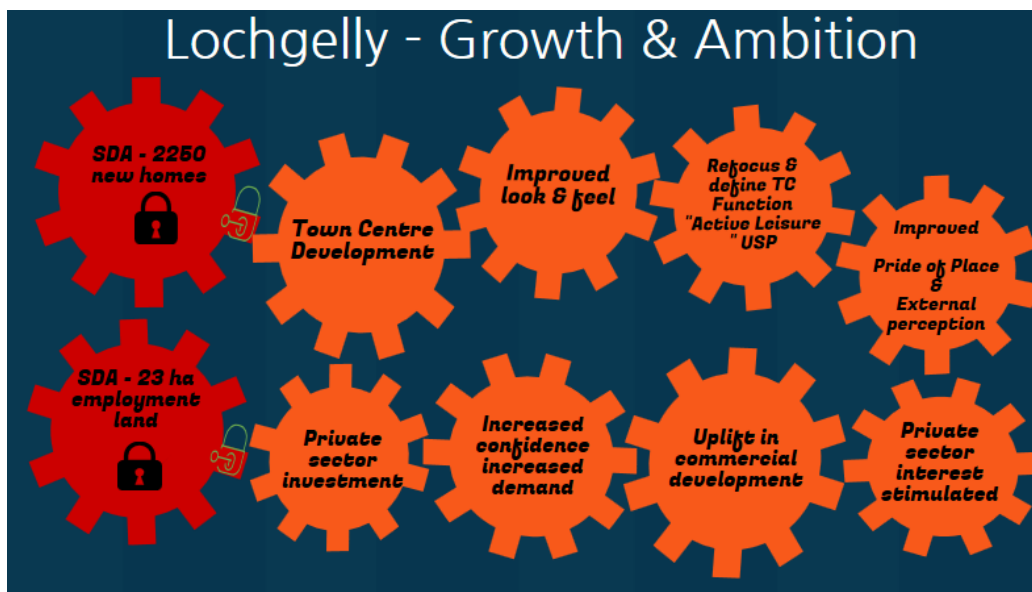 Lochgelly - Growth & Ambition
SDA - 2250
new homes
Town Centre
Development
Improved
look & feel
Refocus &
define TC
Function
"Active Leisure
" USP
Improved
Pride of Place
&
External
perception
SDA - 23 ha
employment
land
Private
sector
investment
Increased
confidence
increased
demand
Uplift in
commercial
development
Private
sector
interest
stimulated